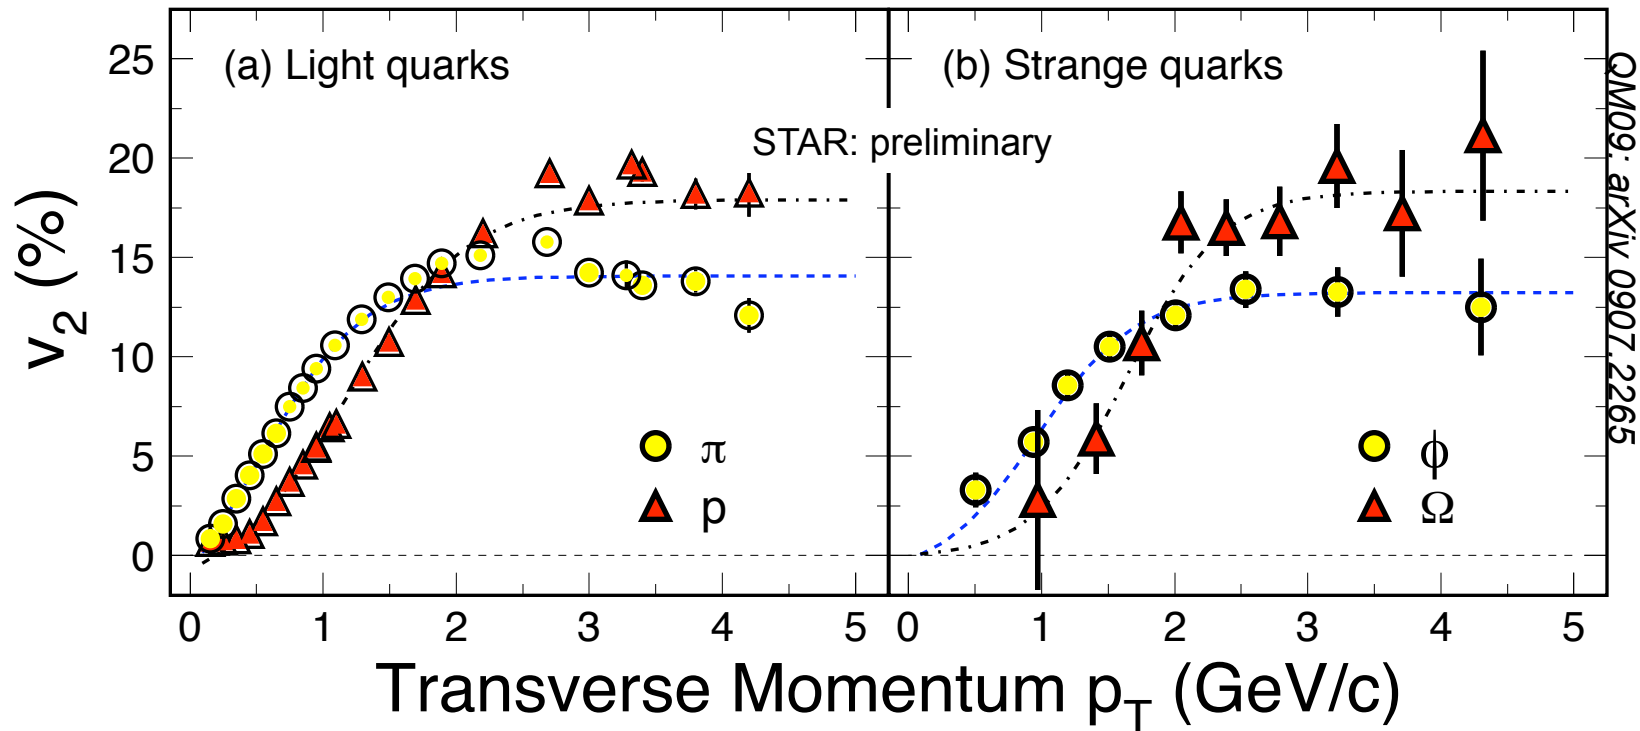 (a) Light quarks
(b) Strange quarks
STAR: preliminary
QM09: arXiv 0907.2265
v2 (%)
25
20
15
10
5
0
π
p
ϕ
Ω
0 1 2 3 4 5
0 1 2 3 4 5
Transverse Momentum pT (GeV/c)